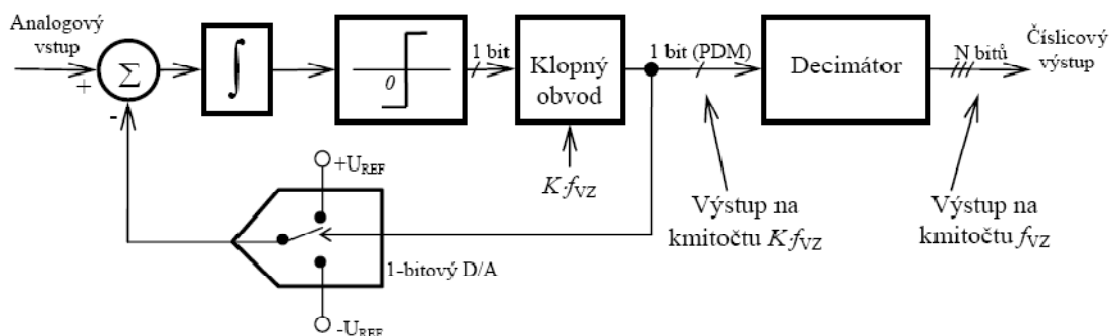 Analogový
vstup
+
-
Σ
∫
0
1 bit
Klopný
obvod
K·fVZ
1 bit (PDM)
Decimátor
N bitů
Číslicový
výstup
Výstup na
kmitočtu K·fVZ
Výstup na
kmitočtu fVZ
+UREF
1-bitový D/A
-UREF